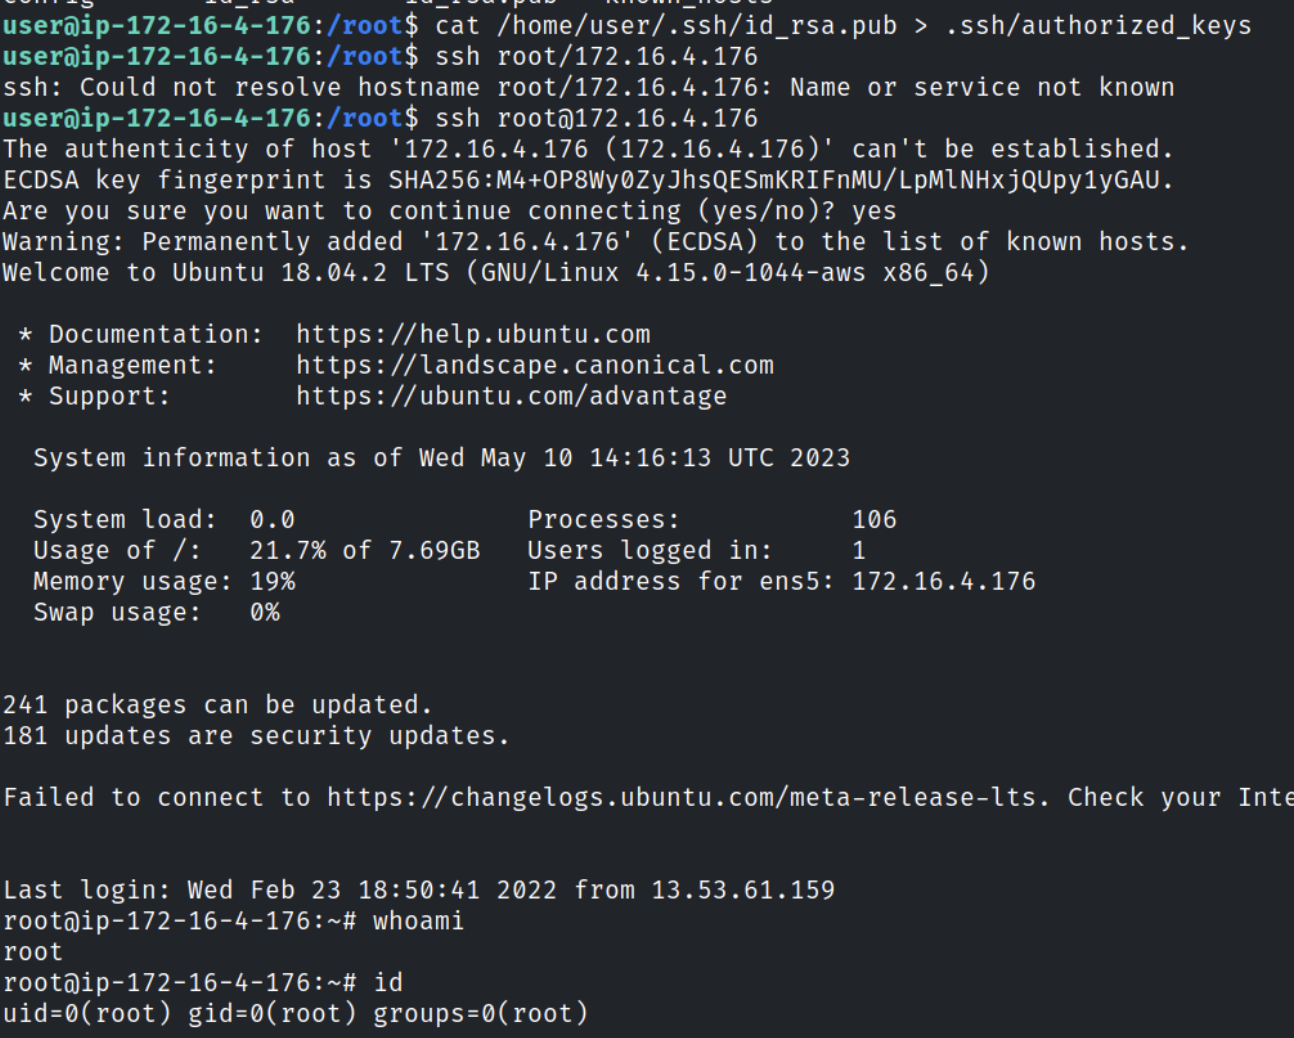 config id_rsa id_rsa.pub known_hosts
user@ip-172-16-4-176:/root$ cat /home/user/.ssh/id_rsa.pub > .ssh/authorized_keys
user@ip-172-16-4-176:/root$ ssh root/172.16.4.176
ssh: Could not resolve hostname root/172.16.4.176: Name or service not known
user@ip-172-16-4-176:/root$ ssh root@172.16.4.176
The authenticity of host '172.16.4.176 (172.16.4.176)' can't be established.
ECDSA key fingerprint is SHA256:M4+OP8Wy0ZyJhsQESmKRIFnMU/LpMlNHxjQUpy1yGAU.
Are you sure you want to continue connecting (yes/no)? yes
Warning: Permanently added '172.16.4.176' (ECDSA) to the list of known hosts.
Welcome to Ubuntu 18.04.2 LTS (GNU/Linux 4.15.0-1044-aws x86_64)
* Documentation: https://help.ubuntu.com
* Management: https://landscape.canonical.com
* Support: https://ubuntu.com/advantage
System information as of Wed May 10 14:16:13 UTC 2023
System load: 0.0 Processes: 106
Usage of /: 21.7% of 7.69GB Users logged in: 1
Memory usage: 19% IP address for ens5: 172.16.4.176
Swap usage: 0%
241 packages can be updated.
181 updates are security updates.
Failed to connect to https://changelogs.ubuntu.com/meta-release-lts. Check your Inte
Last login: Wed Feb 23 18:50:41 2022 from 13.53.61.159
root@ip-172-16-4-176:~# whoami
root
root@ip-172-16-4-176:~# id
uid=0(root) gid=0(root) groups=0(root)